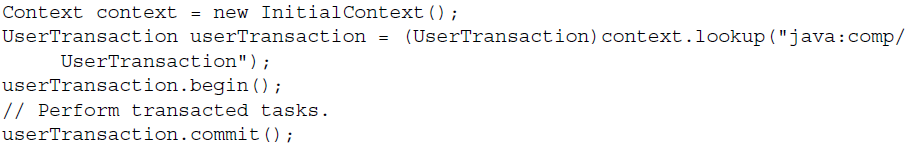 Context context = new InitialContext();
UserTransaction userTransaction = (UserTransaction)context.lookup("java:comp/
UserTransaction");
userTransaction.begin();
// Perform transacted tasks.
userTransaction.commit();